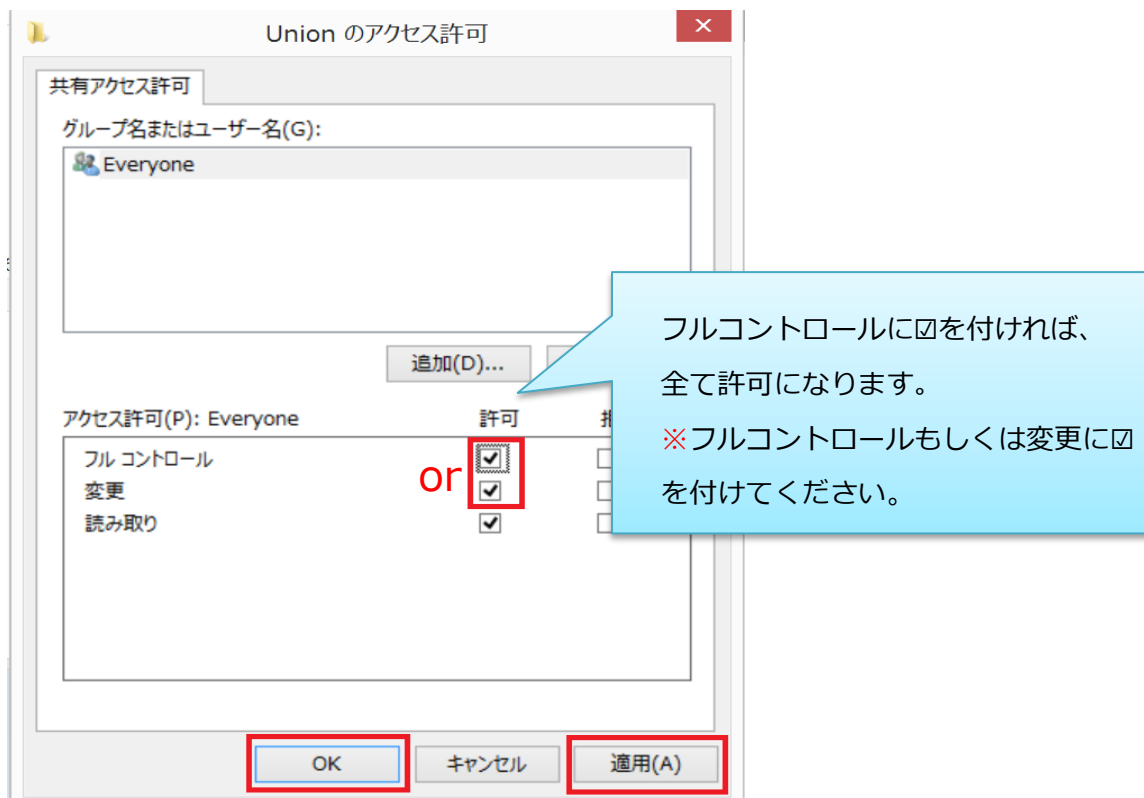 Union のアクセス許可
共有アクセス許可
グループ名またはユーザー名(G):
Everyone
追加(D)...
フルコントロールに☑を付ければ、
全て許可になります。
※フルコントロールもしくは変更に☑
を付けてください。
アクセス許可(P): Everyone 許可
フル コントロール
or
変更
読み取り
OK キャンセル 適用(A)